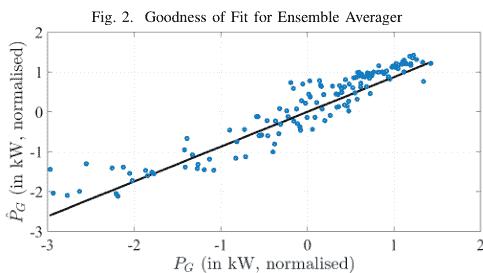 Fig. 2. Goodness of Fit for Ensemble Averager
2
1
0
-1
-2
-3
P̂_G (in kW, normalised)
-3 -2 -1 0 1 2
P_G (in kW, normalised)